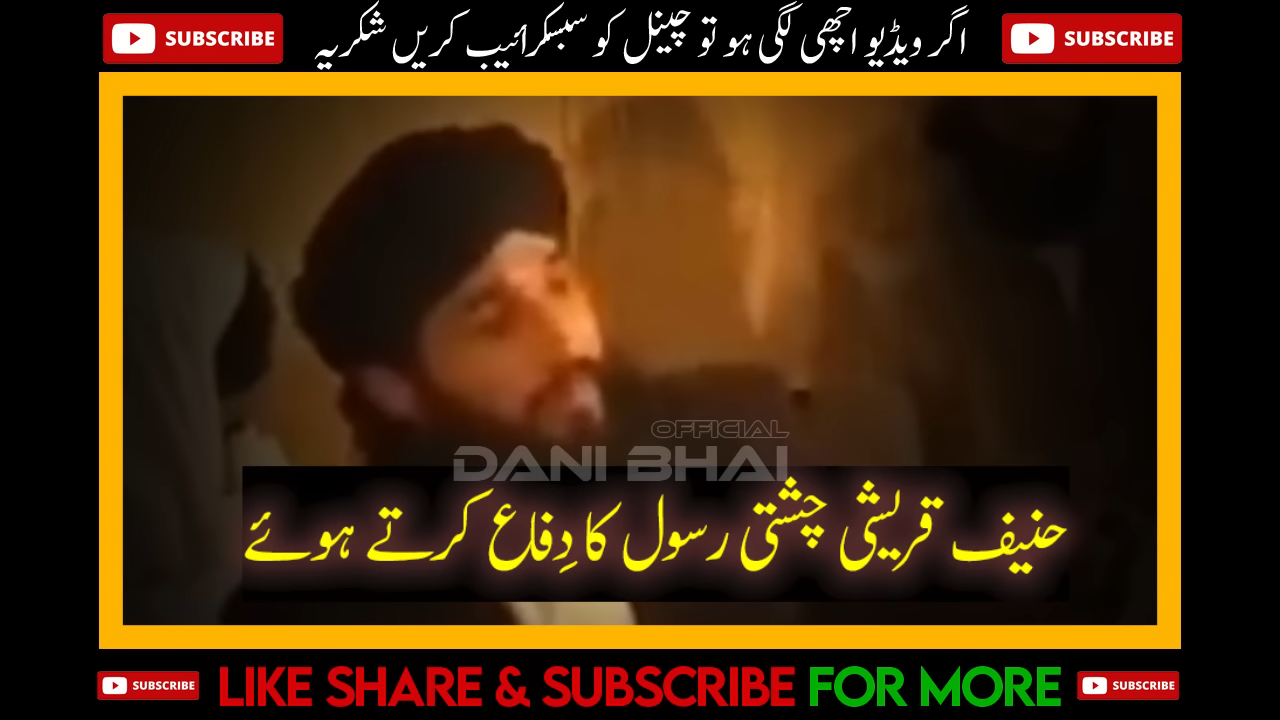 SUBSCRIBE اگر ویڈیو اچھی لگی ہو تو چینل کو سبسکرائیب کریں شکریہ SUBSCRIBE
OFFICIAL
DANI BHAI
حنیف قریشی چشتی رسول کا دِفاع کرتے ہوئے
SUBSCRIBE LIKE SHARE & SUBSCRIBE FOR MORE SUBSCRIBE